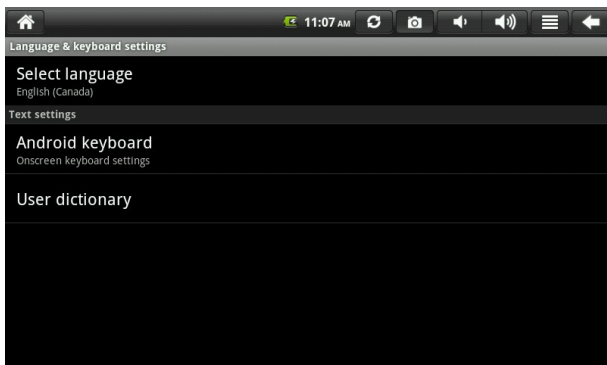 11:07 AM
Language & keyboard settings
Select language
English (Canada)
Text settings
Android keyboard
Onscreen keyboard settings
User dictionary